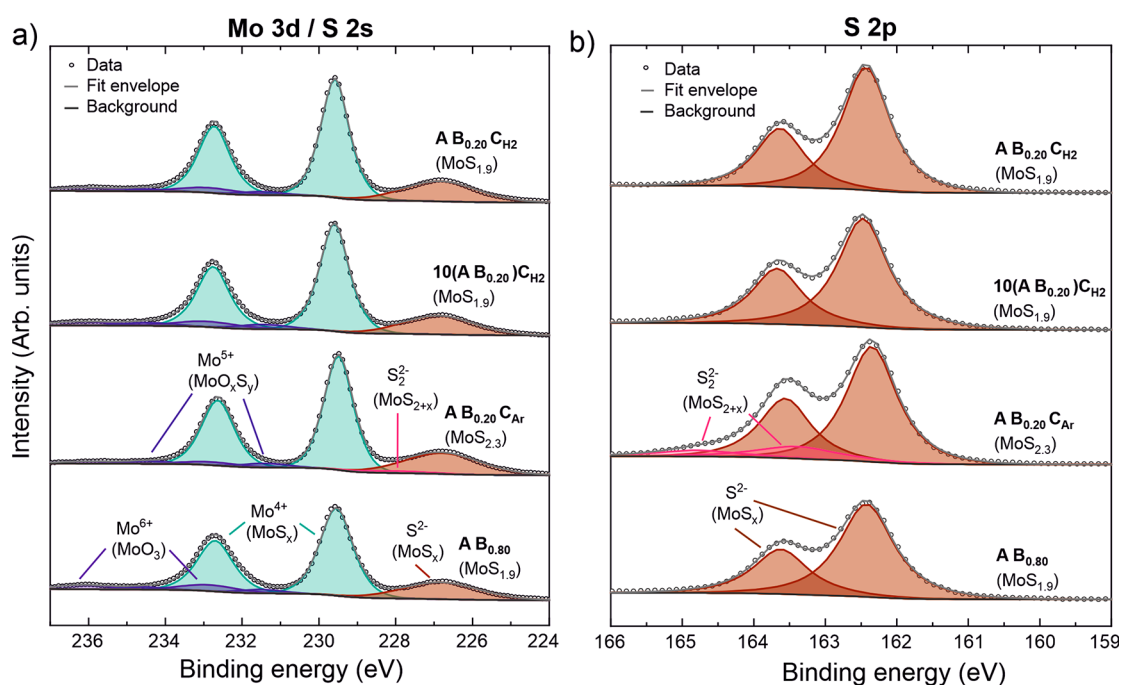 a)
Mo 3d / S 2s
Data
Fit envelope
Background
A B0.20 CH2
(MoS1.9)
10(A B0.20 )CH2
(MoS1.9)
Mo5+
(MoOxSy)
S22-
(MoS2+x)
A B0.20 CAr
(MoS2.3)
Mo6+
(MoO3)
Mo4+
(MoSx)
S2-
(MoSx)
A B0.80
(MoS1.9)
Intensity (Arb. units)
236 234 232 230 228 226 224
Binding energy (eV)
b)
S 2p
Data
Fit envelope
Background
A B0.20 CH2
(MoS1.9)
10(A B0.20 )CH2
(MoS1.9)
S22-
(MoS2+x)
A B0.20 CAr
(MoS2.3)
S2-
(MoSx)
A B0.80
(MoS1.9)
166 165 164 163 162 161 160 159
Binding energy (eV)